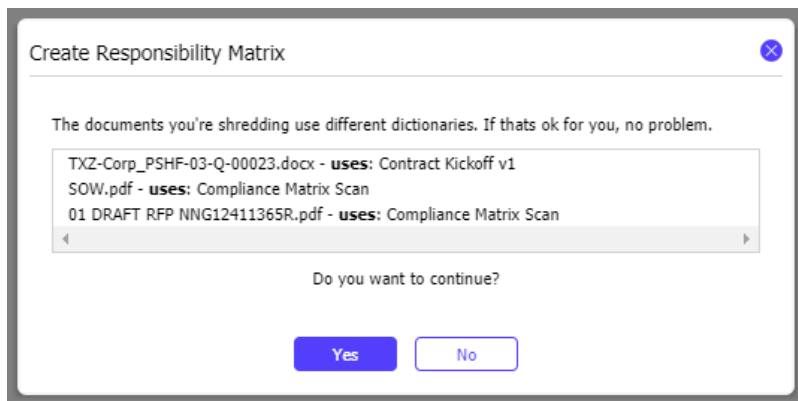 Create Responsibility Matrix
The documents you're shredding use different dictionaries. If thats ok for you, no problem.
TXZ-Corp_PSHF-03-Q-00023.docx - uses: Contract Kickoff v1
SOW.pdf - uses: Compliance Matrix Scan
01 DRAFT RFP NNG12411365R.pdf - uses: Compliance Matrix Scan
Do you want to continue?
Yes
No